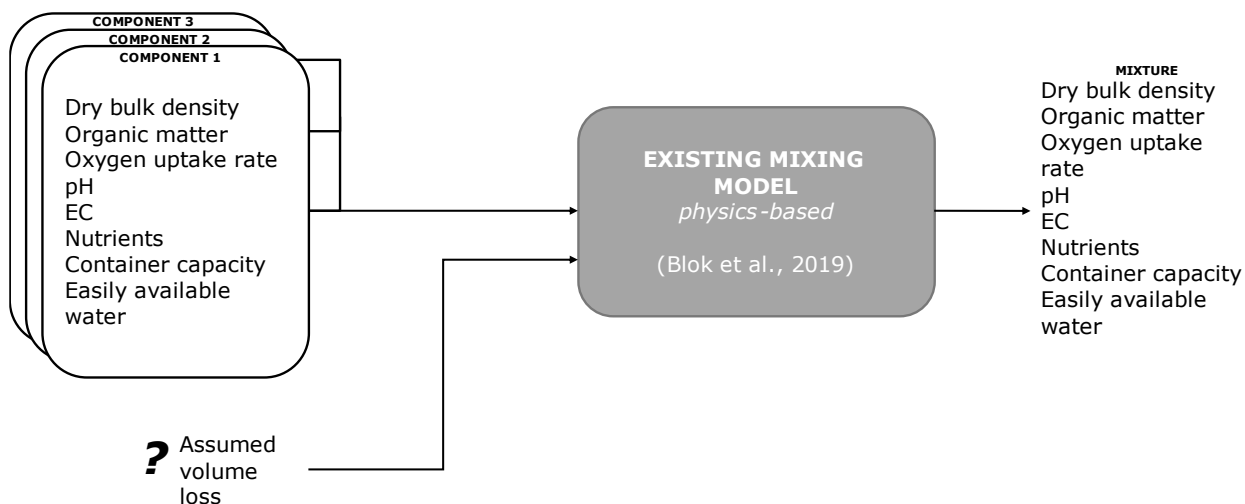 COMPONENT 3
COMPONENT 2
COMPONENT 1
Dry bulk density
Organic matter
Oxygen uptake rate
pH
EC
Nutrients
Container capacity
Easily available
water
? Assumed
volume
loss
EXISTING MIXING
MODEL
physics-based
(Blok et al., 2019)
MIXTURE
Dry bulk density
Organic matter
Oxygen uptake
rate
pH
EC
Nutrients
Container capacity
Easily available
water